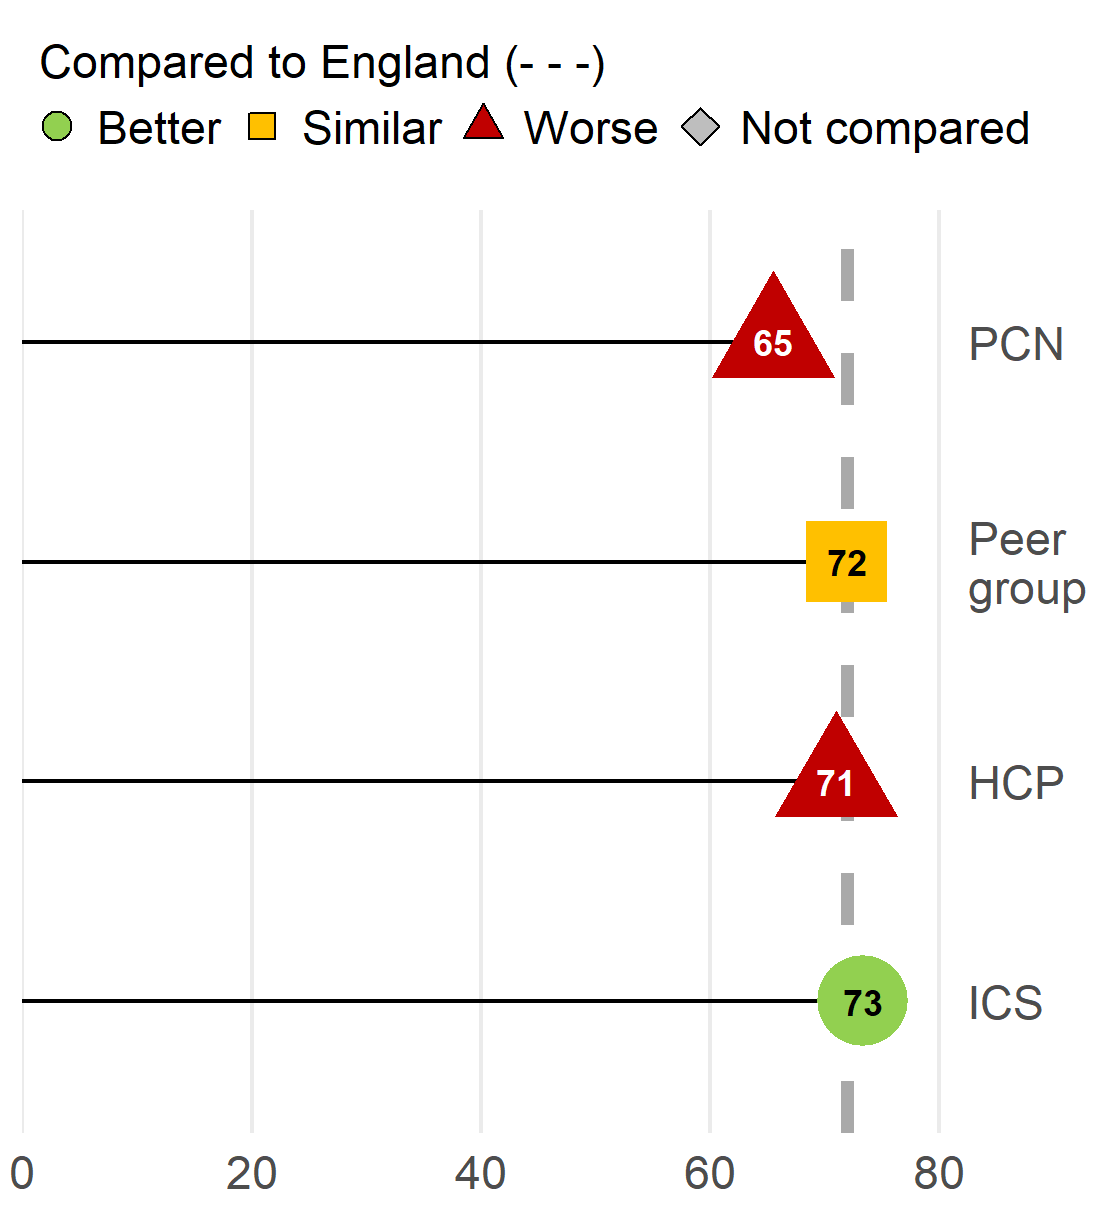 Compared to England (- - -)
Better Similar Worse Not compared
65 PCN
72 Peer
group
71 HCP
73 ICS
0 20 40 60 80